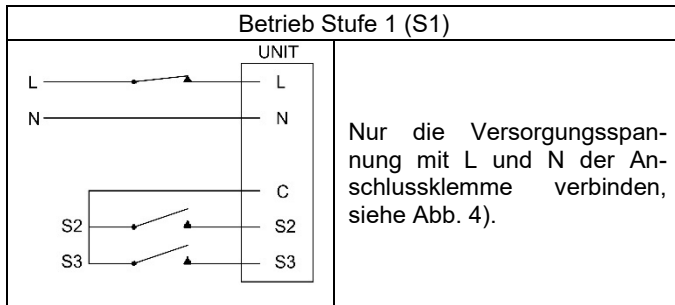 Betrieb Stufe 1 (S1)
UNIT
L L
N N
C
S2 S2
S3 S3
Nur die Versorgungsspan-
nung mit L und N der An-
schlussklemme verbinden,
siehe Abb. 4).